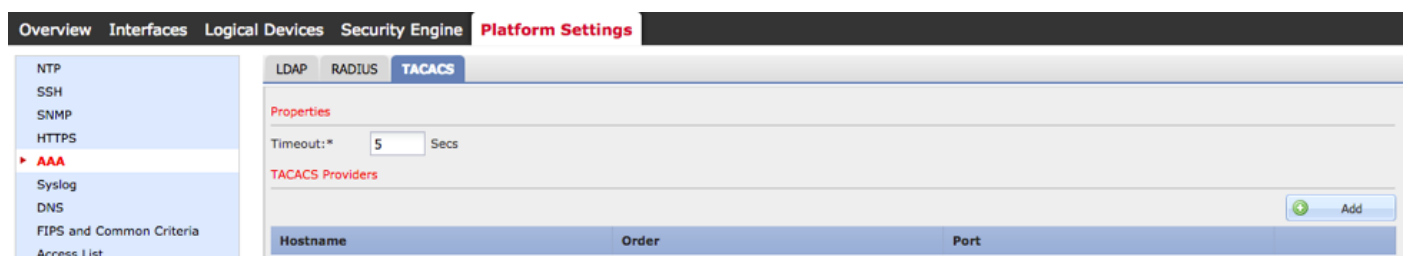 Overview Interfaces Logical Devices Security Engine Platform Settings
NTP
SSH
SNMP
HTTPS
AAA
Syslog
DNS
FIPS and Common Criteria
Access List
LDAP RADIUS TACACS
Properties
Timeout:* 5 Secs
TACACS Providers
Add
Hostname Order Port